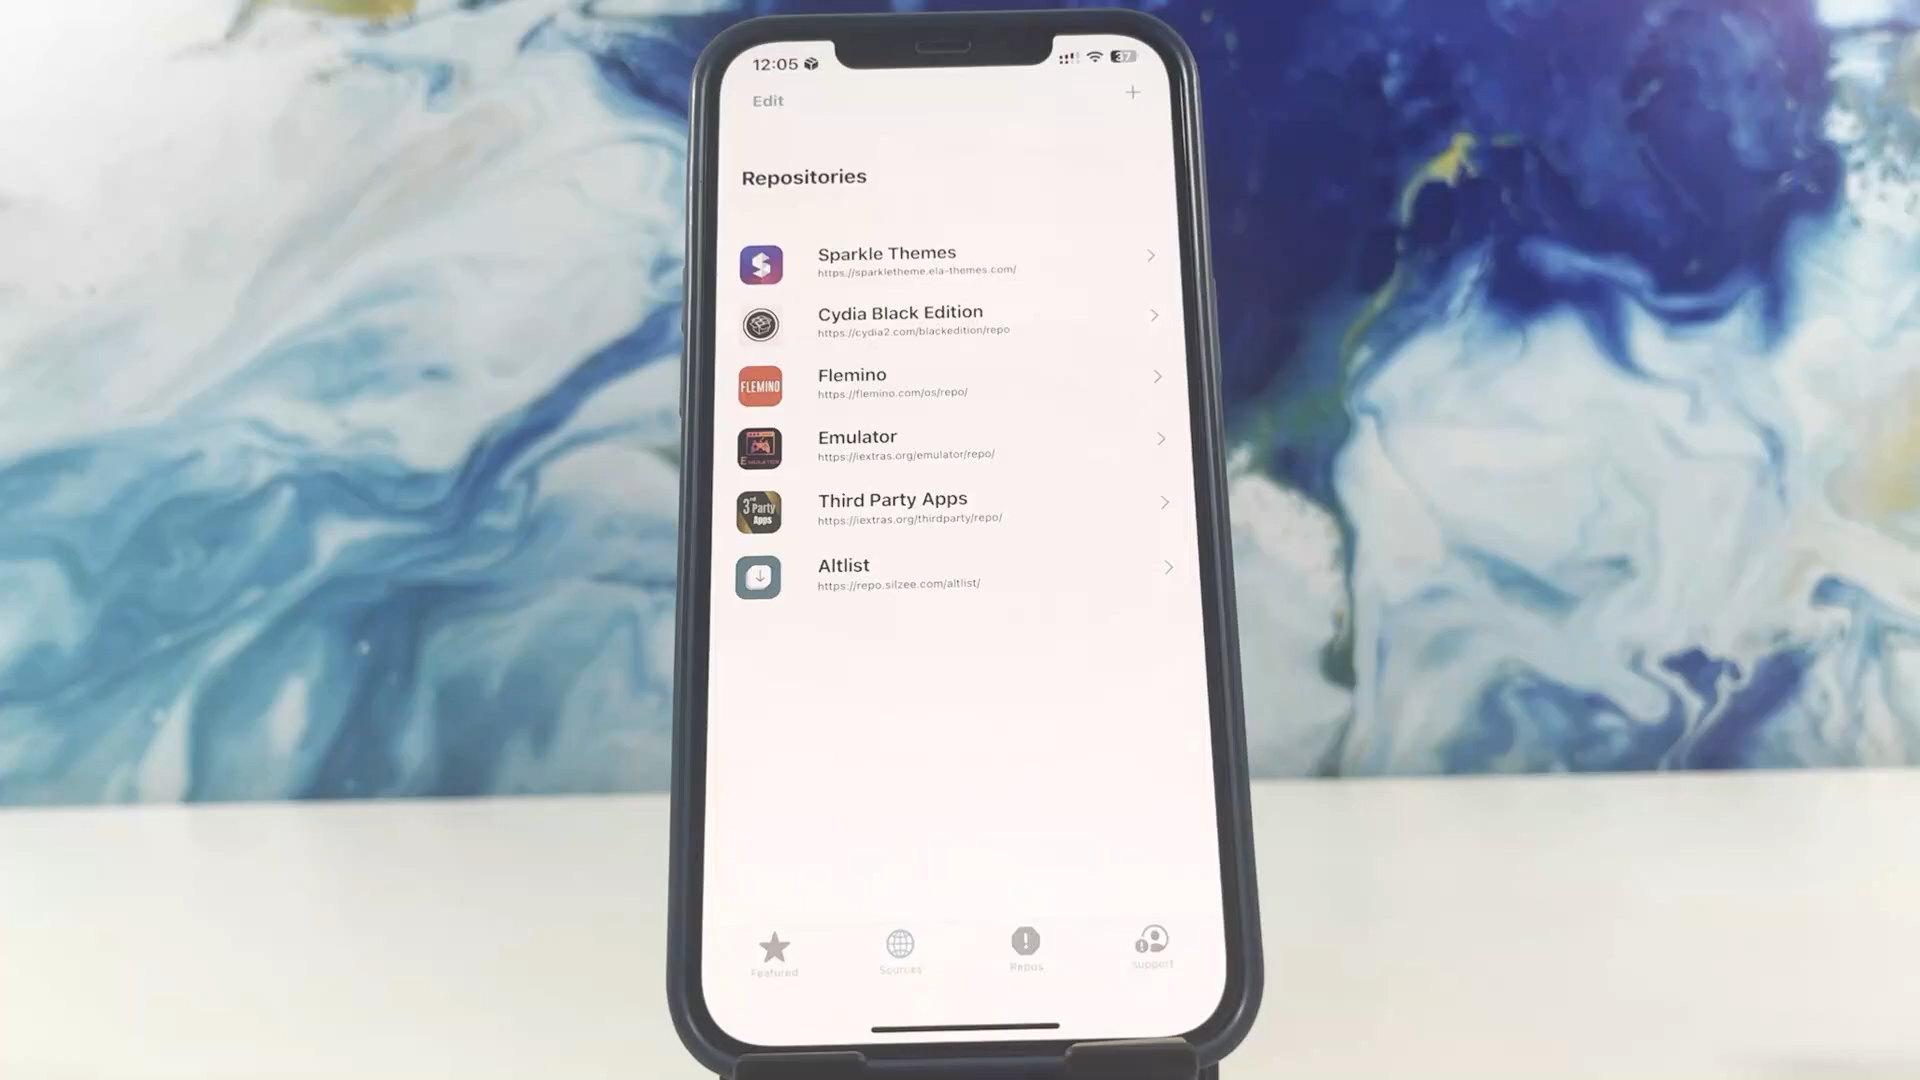 12:05
37
Edit
+
Repositories
Sparkle Themes
https://sparkletheme.ela-themes.com/
Cydia Black Edition
https://cydia2.com/blackedition/repo
FLEMINO
Flemino
https://flemino.com/os/repo/
Emulator
https://iextras.org/emulator/repo/
3rd Party Apps
Third Party Apps
https://iextras.org/thirdparty/repo/
Altlist
https://repo.silzee.com/altlist/
Featured
Sources
Repos
Support